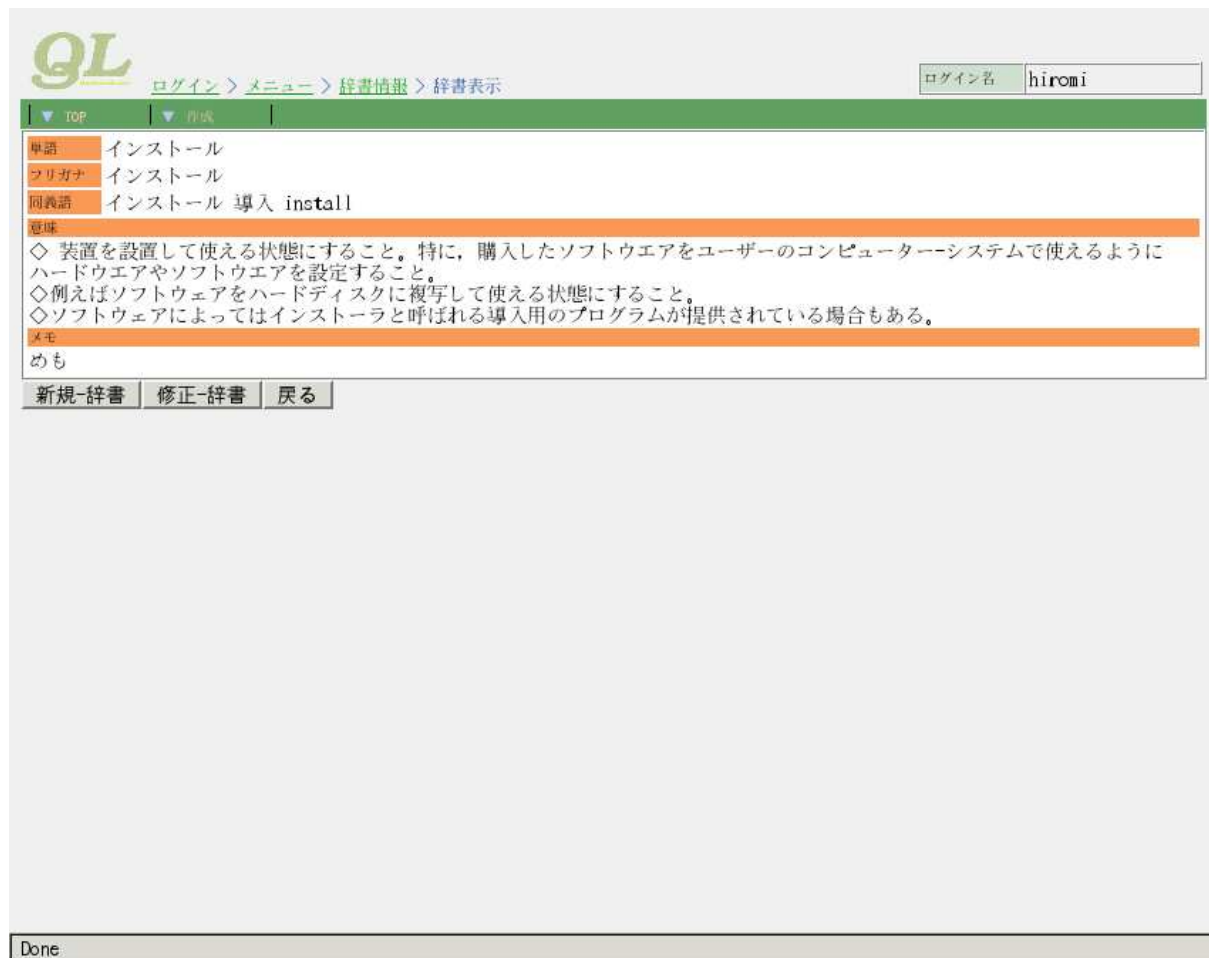 QL
ログイン > メニュー > 辞書情報 > 辞書表示
ログイン名 hiromi
▼ TOP ▼ 作成
単語 インストール
フリガナ インストール
同義語 インストール 導入 install
意味
◇ 装置を設置して使える状態にすること。特に，購入したソフトウエアをユーザーのコンピューター-システムで使えるように
ハードウエアやソフトウエアを設定すること。
◇例えばソフトウェアをハードディスクに複写して使える状態にすること。
◇ソフトウェアによってはインストーラと呼ばれる導入用のプログラムが提供されている場合もある。
メモ
めも
新規-辞書 修正-辞書 戻る
Done